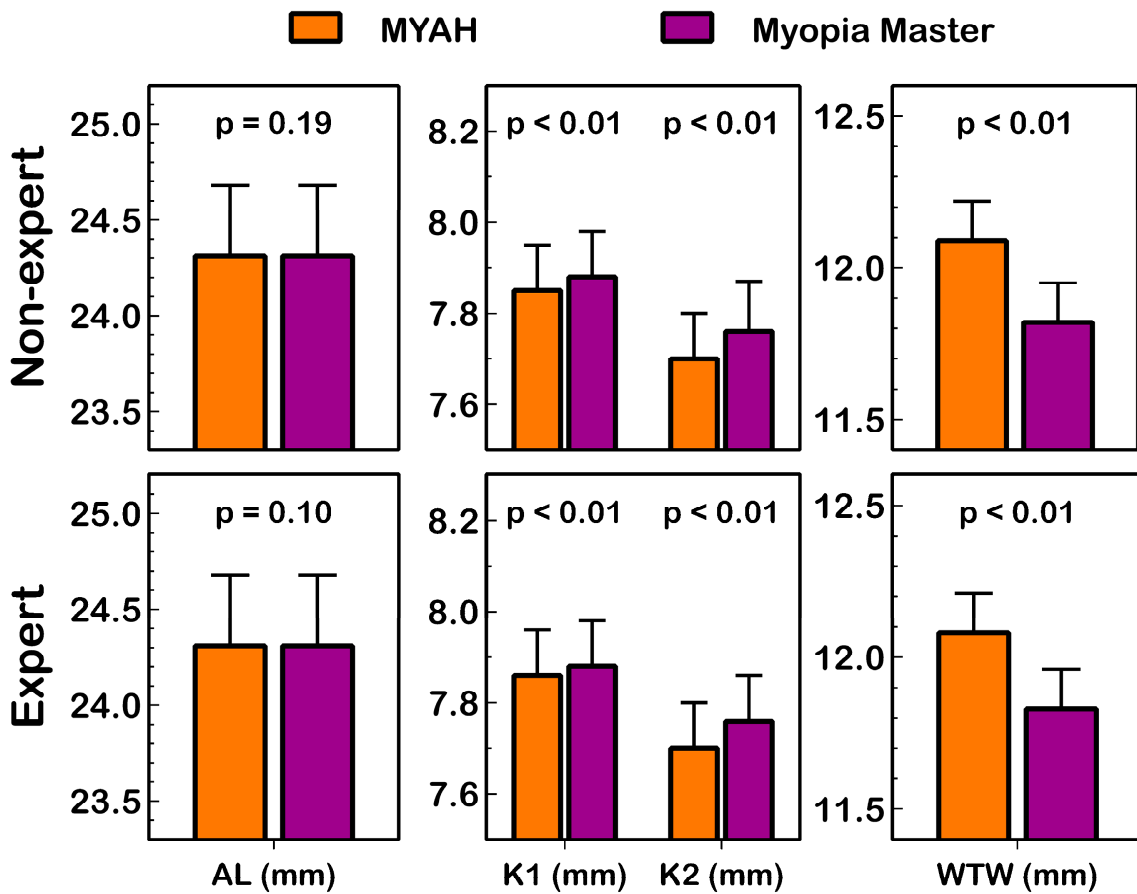 MYAH Myopia Master
Non-expert
p = 0.19
25.0
24.5
24.0
23.5
p < 0.01 p < 0.01
8.2
8.0
7.8
7.6
p < 0.01
12.5
12.0
11.5
Expert
p = 0.10
25.0
24.5
24.0
23.5
p < 0.01 p < 0.01
8.2
8.0
7.8
7.6
p < 0.01
12.5
12.0
11.5
AL (mm) K1 (mm) K2 (mm) WTW (mm)